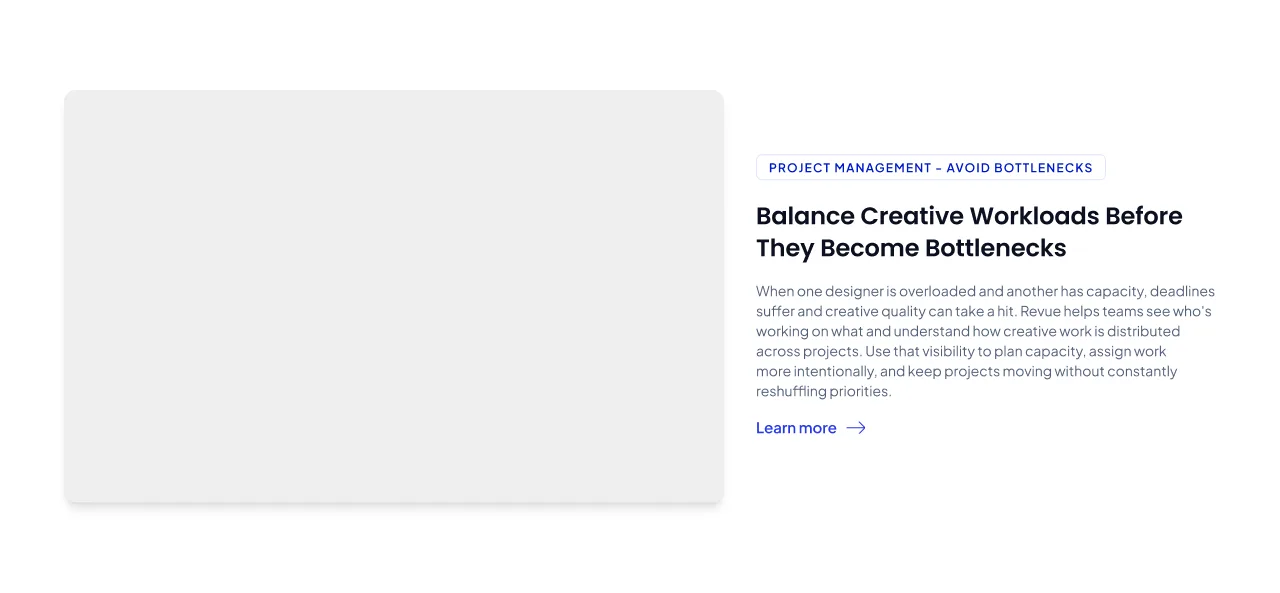 PROJECT MANAGEMENT - AVOID BOTTLENECKS
Balance Creative Workloads Before
They Become Bottlenecks
When one designer is overloaded and another has capacity, deadlines
suffer and creative quality can take a hit. Revue helps teams see who's
working on what and understand how creative work is distributed
across projects. Use that visibility to plan capacity, assign work
more intentionally, and keep projects moving without constantly
reshuffling priorities.
Learn more